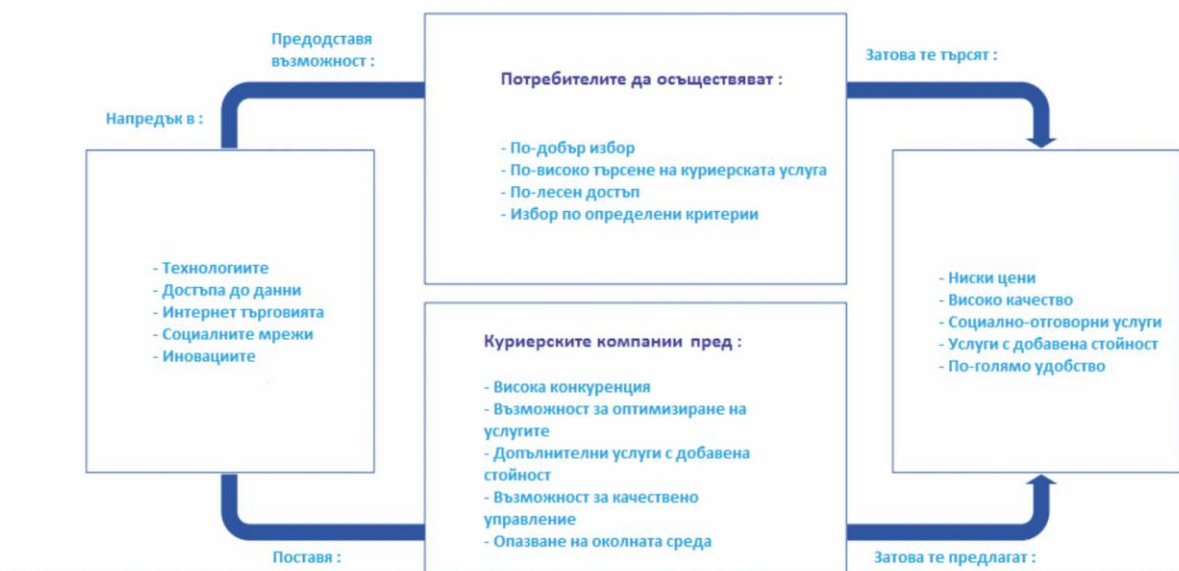 Предодставя
възможност :
Затова те търсят :
Напредък в :
Потребителите да осъществяват :
- По-добър избор
- По-високо търсене на куриерската услуга
- По-лесен достъп
- Избор по определени критерии
- Технологиите
- Достъпа до данни
- Интернет търговията
- Социалните мрежи
- Иновациите
Куриерските компании пред :
- Висока конкуренция
- Възможност за оптимизиране на
услугите
- Допълнителни услуги с добавена
стойност
- Възможност за качествено
управление
- Опазване на околната среда
- Ниски цени
- Високо качество
- Социално-отговорни услуги
- Услуги с добавена стойност
- По-голямо удобство
Поставя :
Затова те предлагат :